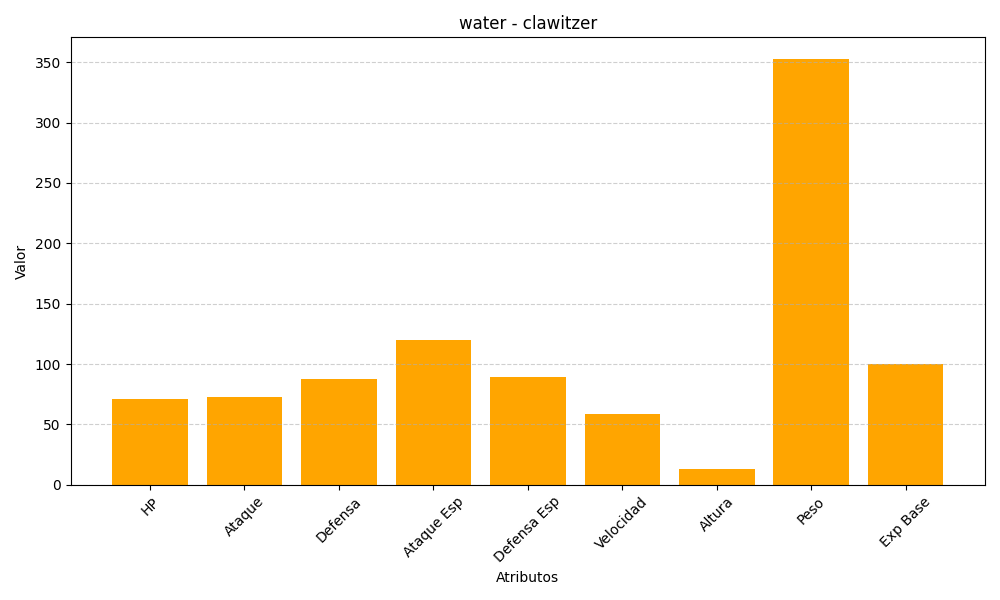 water - clawitzer
Valor
350
300
250
200
150
100
50
0
HP
Ataque
Defensa
Ataque Esp
Defensa Esp
Velocidad
Altura
Peso
Exp Base
Atributos